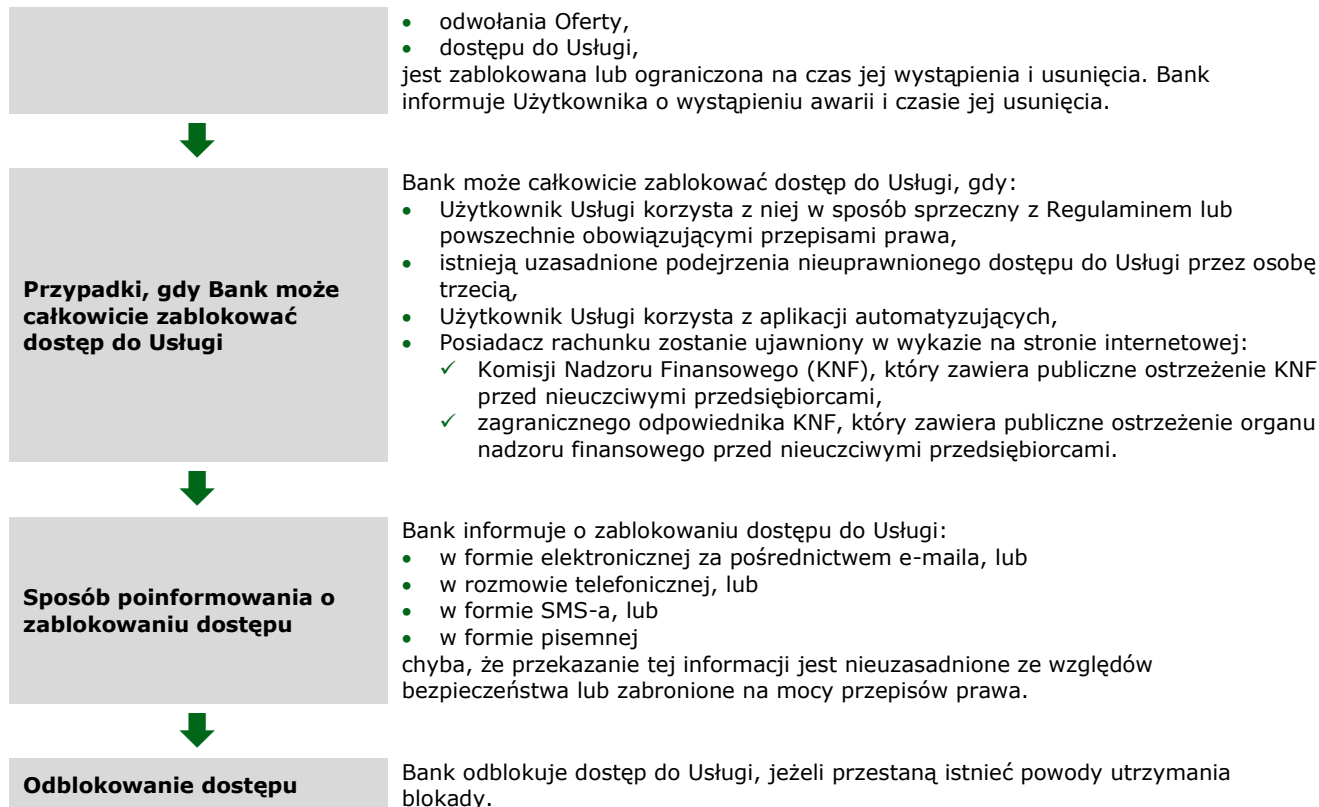 • odwołania Oferty,
• dostępu do Usługi,
jest zablokowana lub ograniczona na czas jej wystąpienia i usunięcia. Bank
informuje Użytkownika o wystąpieniu awarii i czasie jej usunięcia.
Przypadki, gdy Bank może
całkowicie zablokować
dostęp do Usługi
Bank może całkowicie zablokować dostęp do Usługi, gdy:
• Użytkownik Usługi korzysta z niej w sposób sprzeczny z Regulaminem lub
powszechnie obowiązującymi przepisami prawa,
• istnieją uzasadnione podejrzenia nieuprawnionego dostępu do Usługi przez osobę
trzecią,
• Użytkownik Usługi korzysta z aplikacji automatyzujących,
• Posiadacz rachunku zostanie ujawniony w wykazie na stronie internetowej:
✓ Komisji Nadzoru Finansowego (KNF), który zawiera publiczne ostrzeżenie KNF
przed nieuczciwymi przedsiębiorcami,
✓ zagranicznego odpowiednika KNF, który zawiera publiczne ostrzeżenie organu
nadzoru finansowego przed nieuczciwymi przedsiębiorcami.
Sposób poinformowania o
zablokowaniu dostępu
Bank informuje o zablokowaniu dostępu do Usługi:
• w formie elektronicznej za pośrednictwem e-maila, lub
• w rozmowie telefonicznej, lub
• w formie SMS-a, lub
• w formie pisemnej
chyba, że przekazanie tej informacji jest nieuzasadnione ze względów
bezpieczeństwa lub zabronione na mocy przepisów prawa.
Odblokowanie dostępu
Bank odblokuje dostęp do Usługi, jeżeli przestaną istnieć powody utrzymania
blokady.